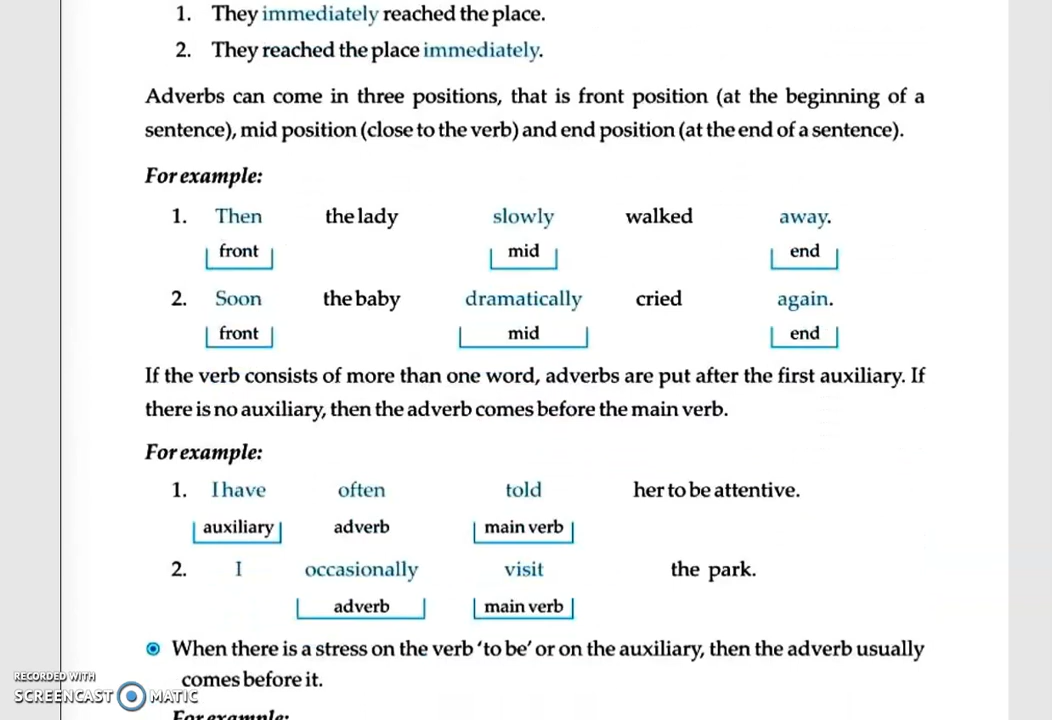 1. They immediately reached the place.
2. They reached the place immediately.
Adverbs can come in three positions, that is front position (at the beginning of a
sentence), mid position (close to the verb) and end position (at the end of a sentence).
For example:
1. Then the lady slowly walked away.
front mid end
2. Soon the baby dramatically cried again.
front mid end
If the verb consists of more than one word, adverbs are put after the first auxiliary. If
there is no auxiliary, then the adverb comes before the main verb.
For example:
1. I have often told her to be attentive.
auxiliary adverb main verb
2. I occasionally visit the park.
adverb main verb
When there is a stress on the verb ‘to be’ or on the auxiliary, then the adverb usually
comes before it.
RECORDED WITH
SCREENCAST MATIC
For example: